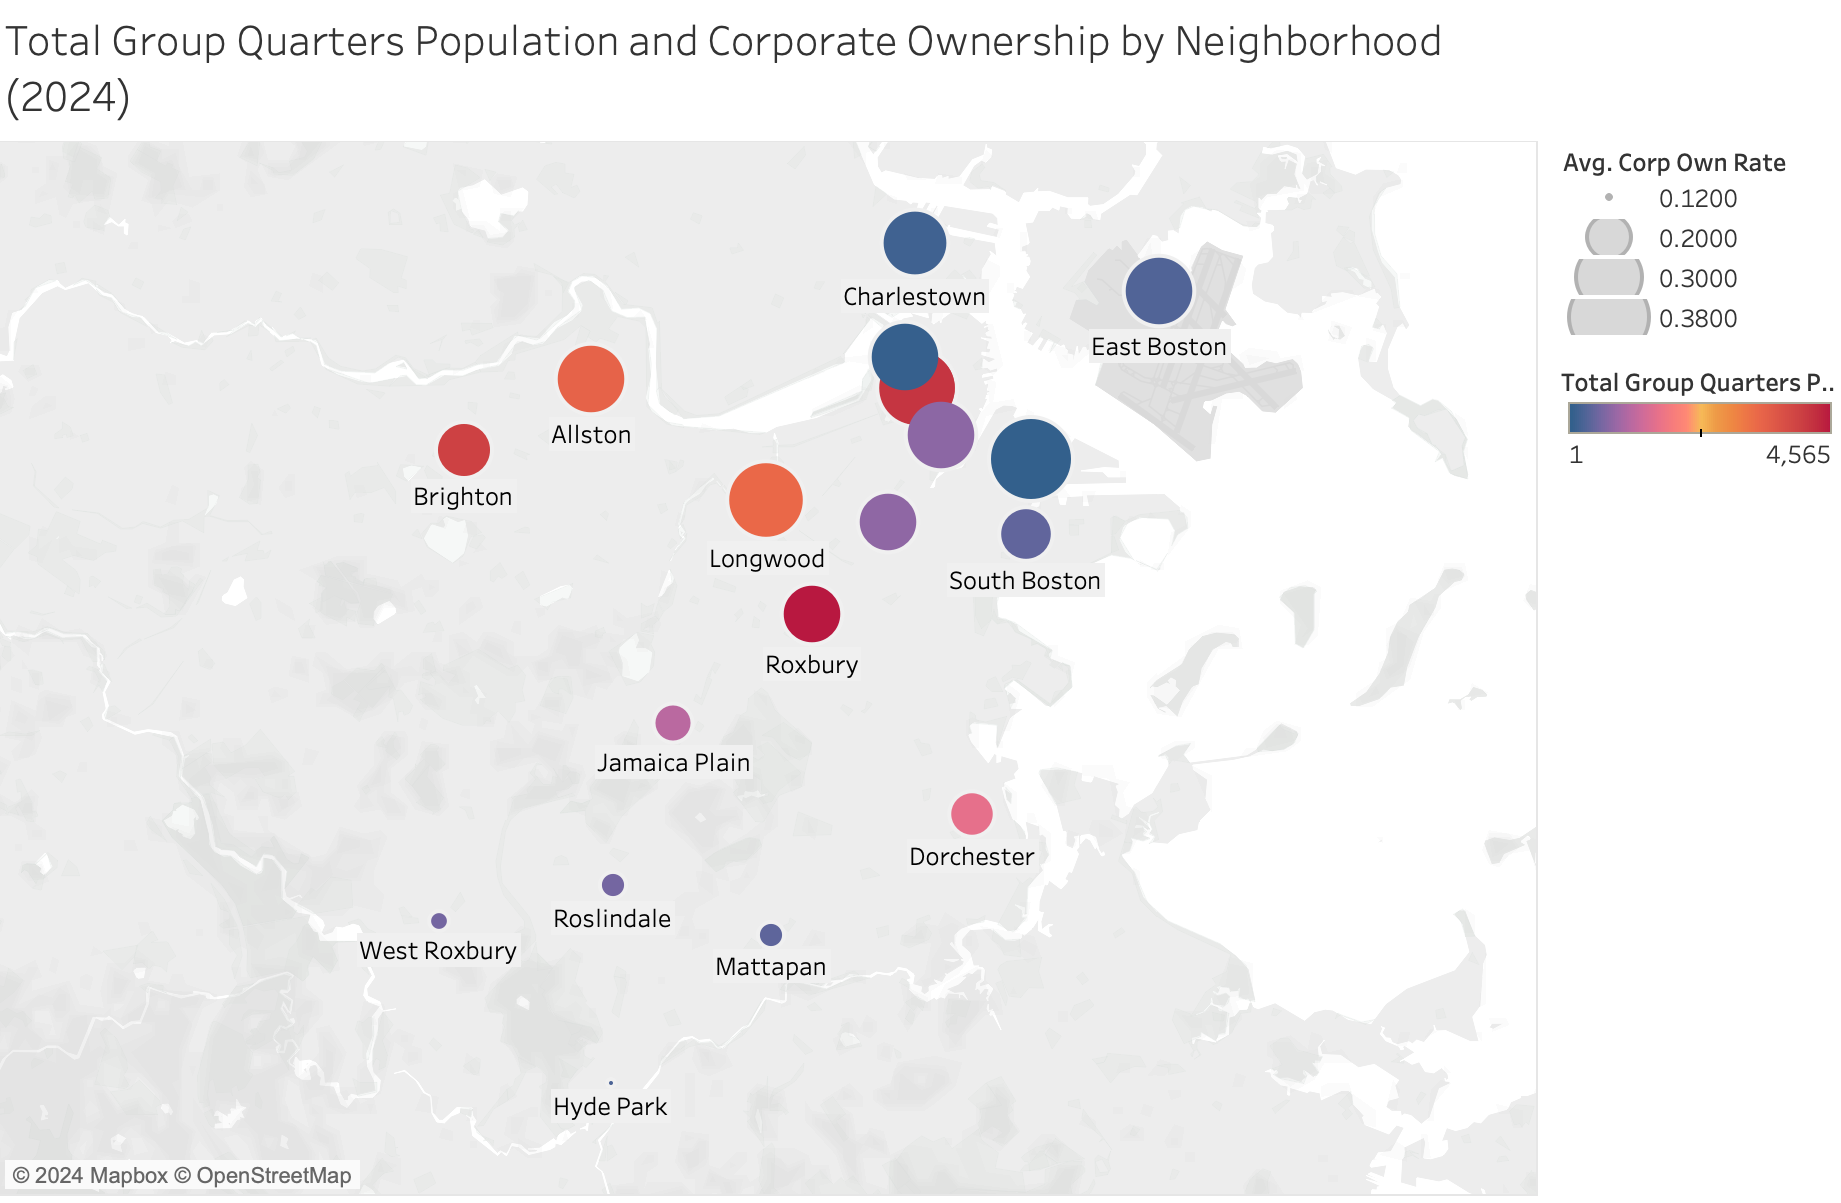 Total Group Quarters Population and Corporate Ownership by Neighborhood
(2024)
Avg. Corp Own Rate
0.1200
0.2000
0.3000
0.3800
Total Group Quarters P..
1
4,565
Charlestown
East Boston
Allston
Brighton
Longwood
South Boston
Roxbury
Jamaica Plain
Dorchester
Roslindale
West Roxbury
Mattapan
Hyde Park
© 2024 Mapbox © OpenStreetMap